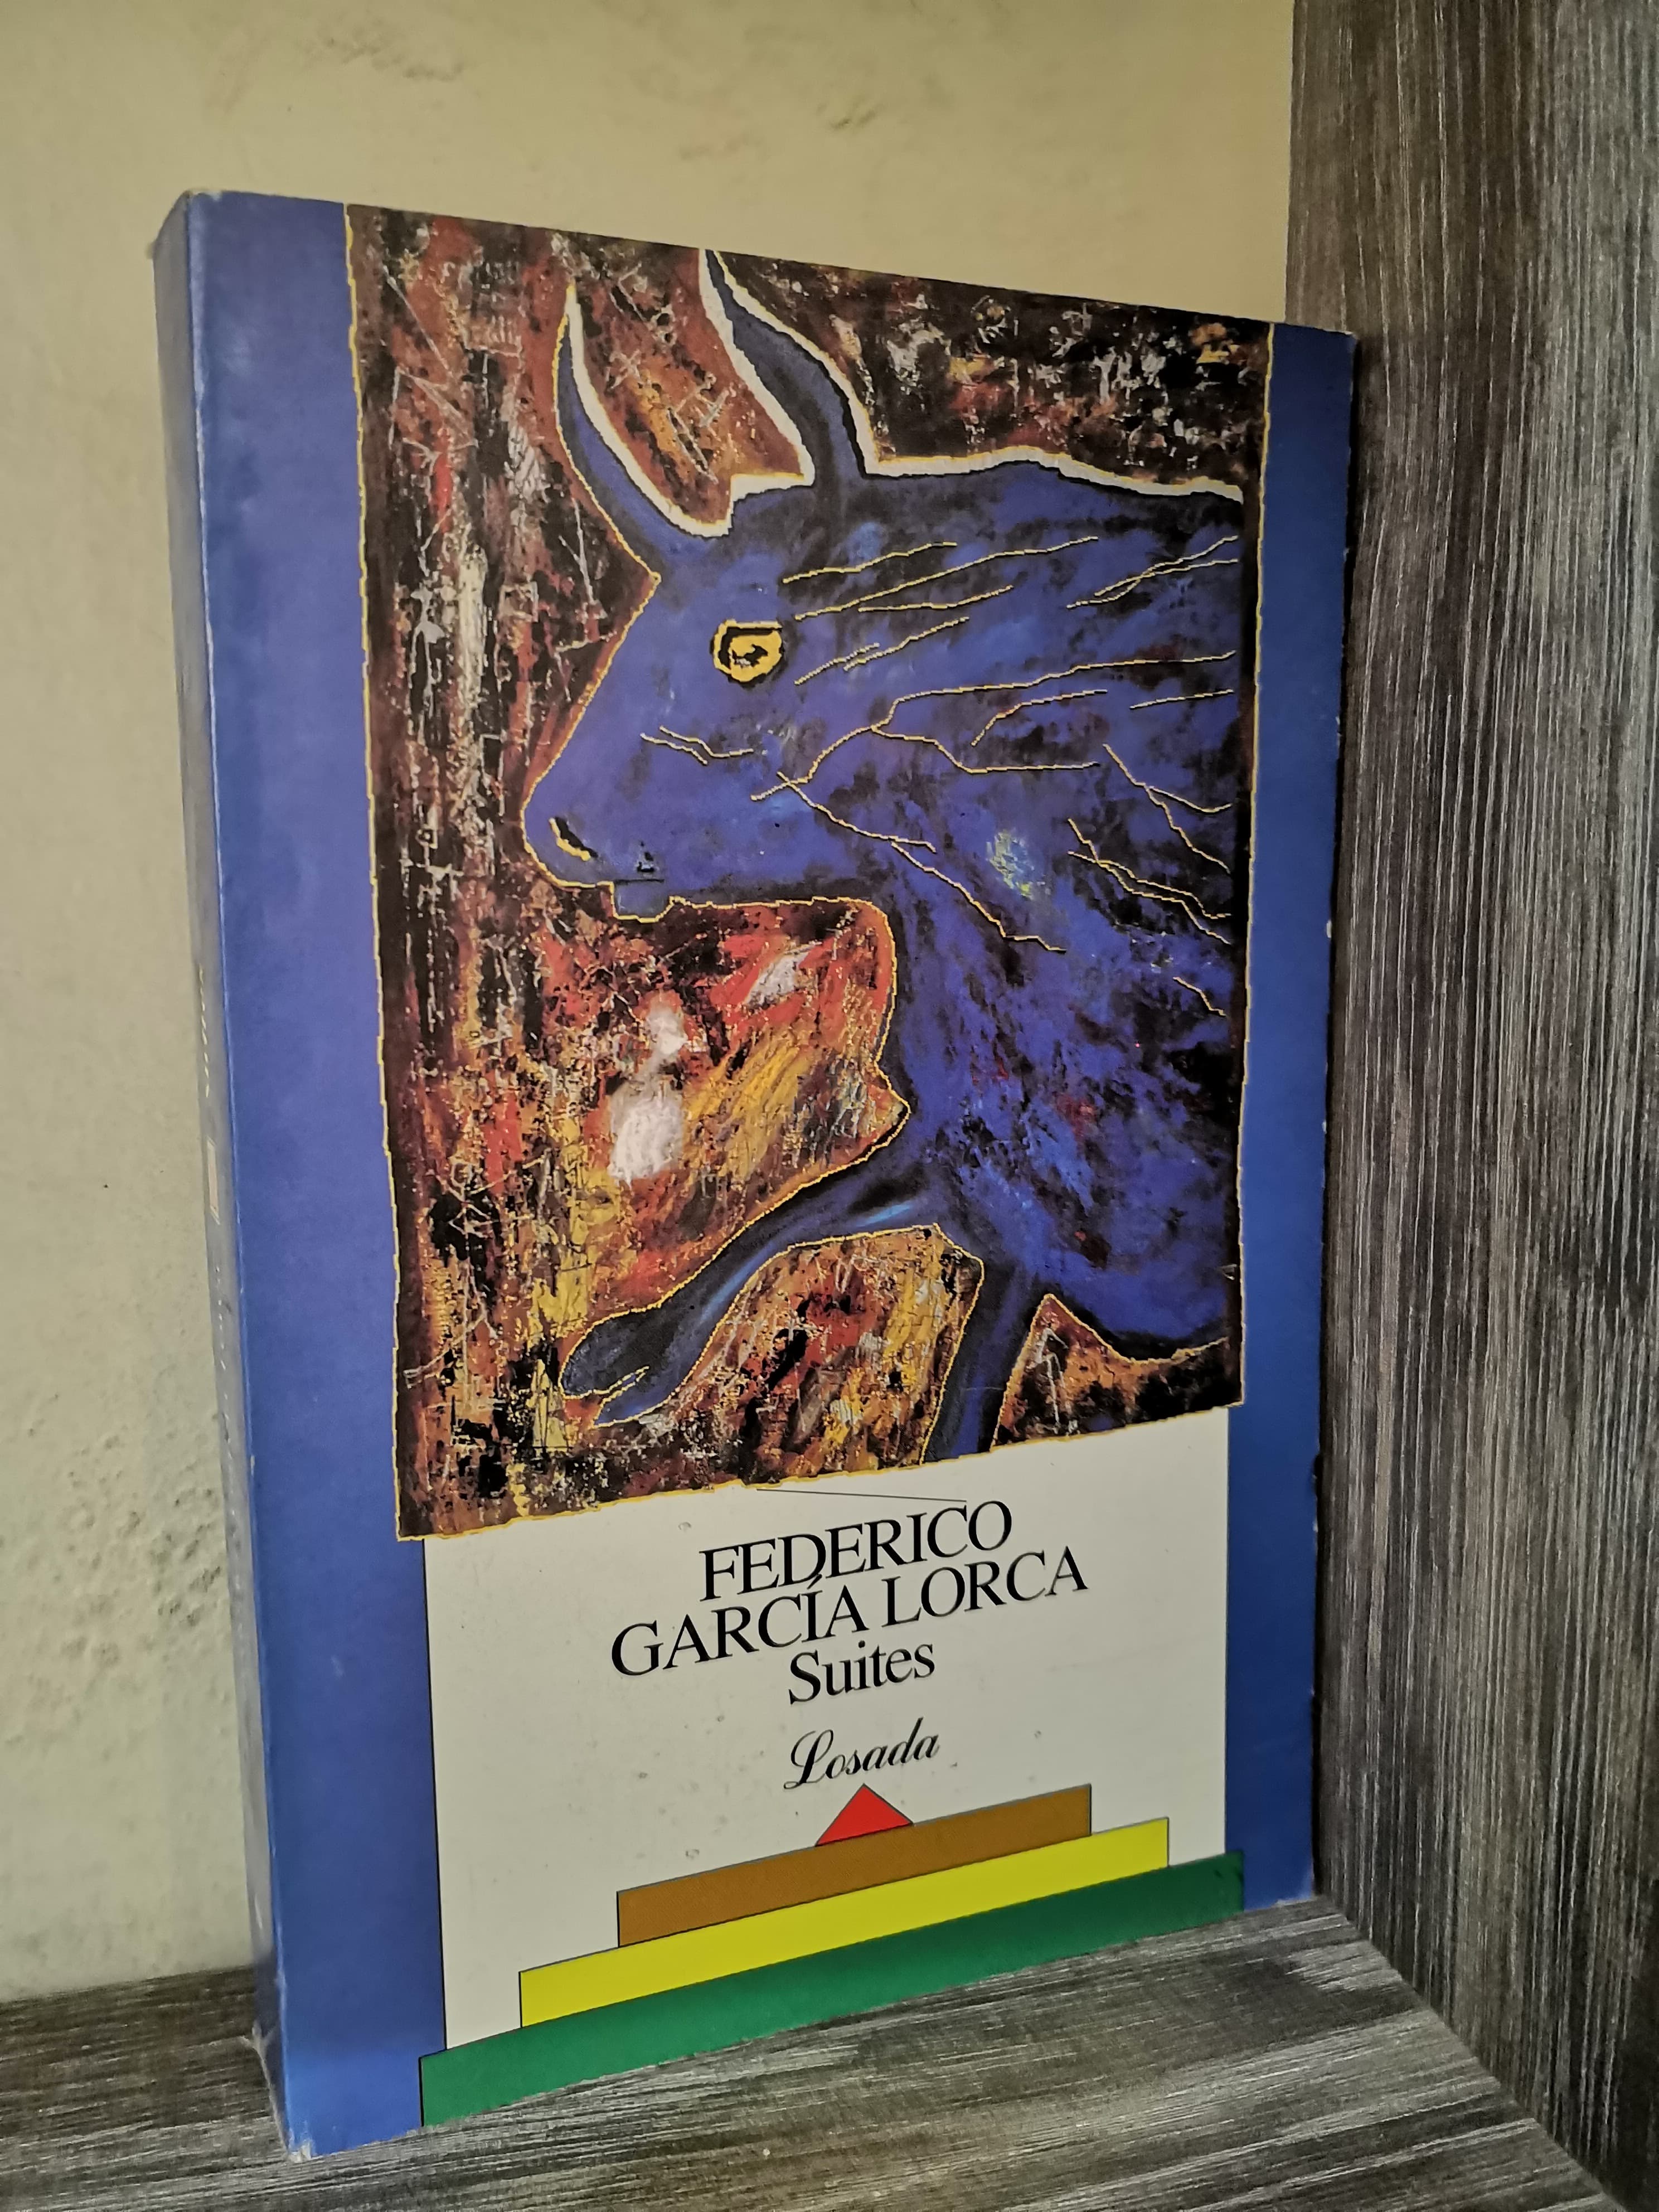 FEDERICO
GARCÍA LORCA
Suites
Losada